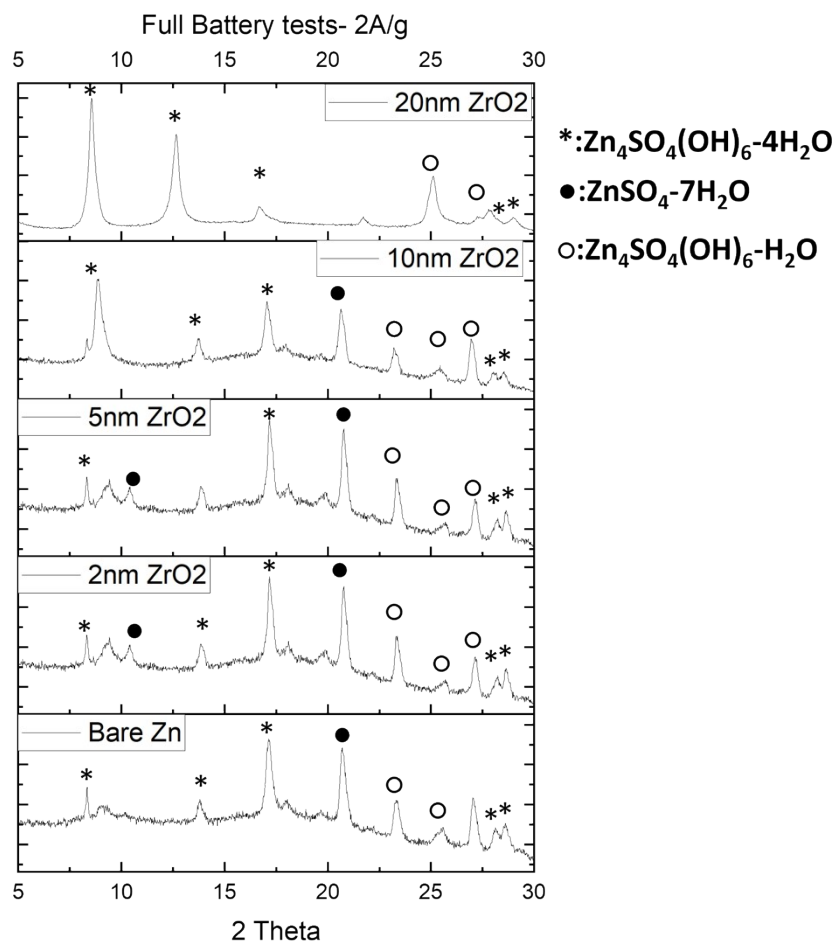 Full Battery tests- 2A/g
5 10 15 20 25 30
* * * ○ ○ * *
20nm ZrO2
* * * ● ○ ○ ○ * *
10nm ZrO2
* ● * ● ○ ○ ○ * *
5nm ZrO2
* ● * * ● ○ ○ ○ * *
2nm ZrO2
* * * ● ○ ○ * *
Bare Zn
5 10 15 20 25 30
2 Theta
*:Zn₄SO₄(OH)₆-4H₂O
●:ZnSO₄-7H₂O
○:Zn₄SO₄(OH)₆-H₂O